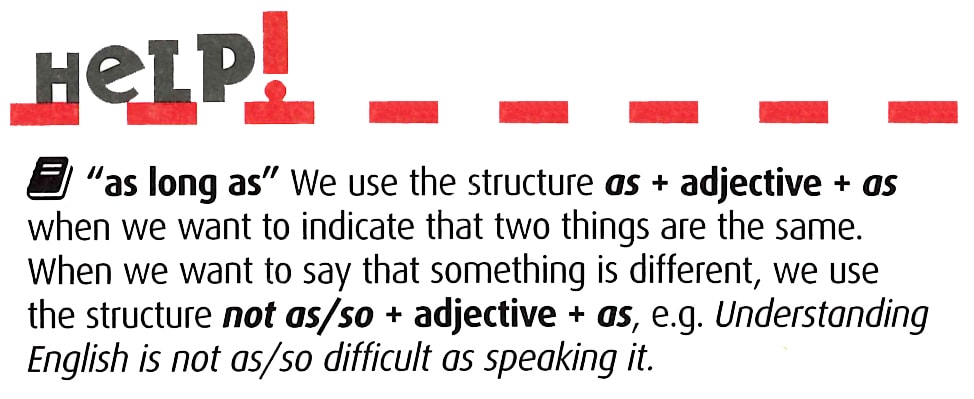 HeLP!
"as long as" We use the structure as + adjective + as
when we want to indicate that two things are the same.
When we want to say that something is different, we use
the structure not as/so + adjective + as, e.g. Understanding
English is not as/so difficult as speaking it.